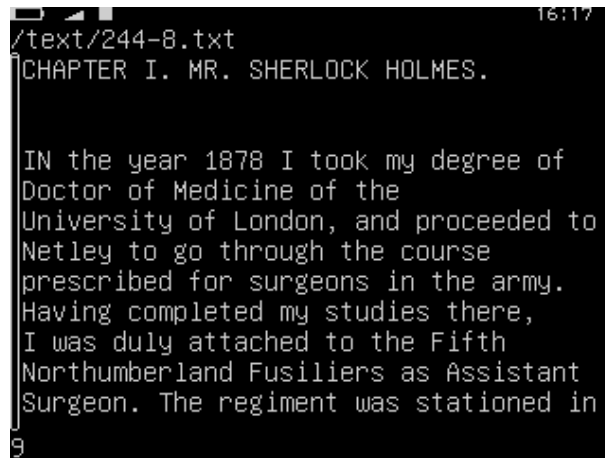 16:17
/text/244-8.txt
CHAPTER I. MR. SHERLOCK HOLMES.
IN the year 1878 I took my degree of
Doctor of Medicine of the
University of London, and proceeded to
Netley to go through the course
prescribed for surgeons in the army.
Having completed my studies there,
I was duly attached to the Fifth
Northumberland Fusiliers as Assistant
Surgeon. The regiment was stationed in
9